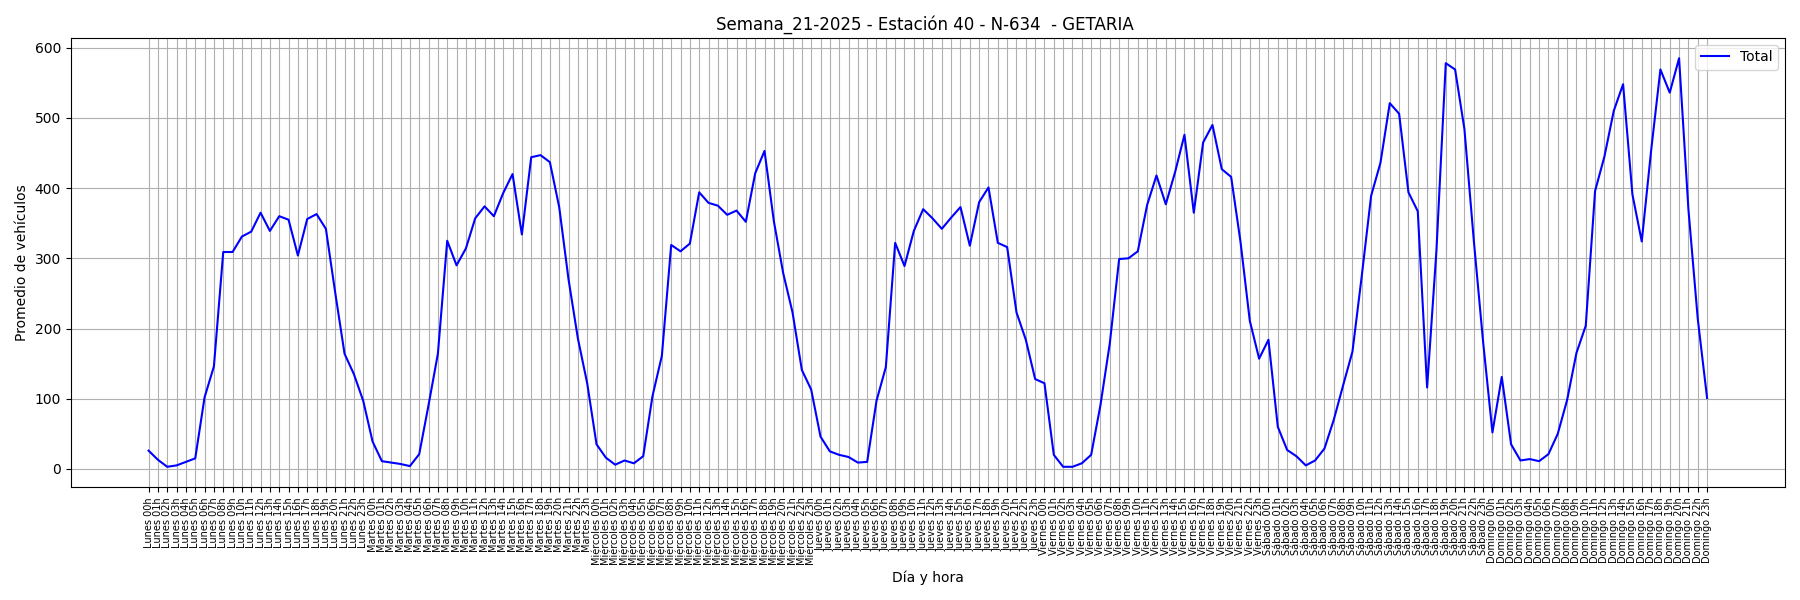 Semana_21-2025 - Estación 40 - N-634 - GETARIA
Total
Promedio de vehículos
600
500
400
300
200
100
0
Lunes 00h
Lunes 01h
Lunes 02h
Lunes 03h
Lunes 04h
Lunes 05h
Lunes 06h
Lunes 07h
Lunes 08h
Lunes 09h
Lunes 10h
Lunes 11h
Lunes 12h
Lunes 13h
Lunes 14h
Lunes 15h
Lunes 16h
Lunes 17h
Lunes 18h
Lunes 19h
Lunes 20h
Lunes 21h
Lunes 22h
Lunes 23h
Martes 00h
Martes 01h
Martes 02h
Martes 03h
Martes 04h
Martes 05h
Martes 06h
Martes 07h
Martes 08h
Martes 09h
Martes 10h
Martes 11h
Martes 12h
Martes 13h
Martes 14h
Martes 15h
Martes 16h
Martes 17h
Martes 18h
Martes 19h
Martes 20h
Martes 21h
Martes 22h
Martes 23h
Miércoles 00h
Miércoles 01h
Miércoles 02h
Miércoles 03h
Miércoles 04h
Miércoles 05h
Miércoles 06h
Miércoles 07h
Miércoles 08h
Miércoles 09h
Miércoles 10h
Miércoles 11h
Miércoles 12h
Miércoles 13h
Miércoles 14h
Miércoles 15h
Miércoles 16h
Miércoles 17h
Miércoles 18h
Miércoles 19h
Miércoles 20h
Miércoles 21h
Miércoles 22h
Miércoles 23h
Jueves 00h
Jueves 01h
Jueves 02h
Jueves 03h
Jueves 04h
Jueves 05h
Jueves 06h
Jueves 07h
Jueves 08h
Jueves 09h
Jueves 10h
Jueves 11h
Jueves 12h
Jueves 13h
Jueves 14h
Jueves 15h
Jueves 16h
Jueves 17h
Jueves 18h
Jueves 19h
Jueves 20h
Jueves 21h
Jueves 22h
Jueves 23h
Viernes 00h
Viernes 01h
Viernes 02h
Viernes 03h
Viernes 04h
Viernes 05h
Viernes 06h
Viernes 07h
Viernes 08h
Viernes 09h
Viernes 10h
Viernes 11h
Viernes 12h
Viernes 13h
Viernes 14h
Viernes 15h
Viernes 16h
Viernes 17h
Viernes 18h
Viernes 19h
Viernes 20h
Viernes 21h
Viernes 22h
Viernes 23h
Sábado 00h
Sábado 01h
Sábado 02h
Sábado 03h
Sábado 04h
Sábado 05h
Sábado 06h
Sábado 07h
Sábado 08h
Sábado 09h
Sábado 10h
Sábado 11h
Sábado 12h
Sábado 13h
Sábado 14h
Sábado 15h
Sábado 16h
Sábado 17h
Sábado 18h
Sábado 19h
Sábado 20h
Sábado 21h
Sábado 22h
Sábado 23h
Domingo 00h
Domingo 01h
Domingo 02h
Domingo 03h
Domingo 04h
Domingo 05h
Domingo 06h
Domingo 07h
Domingo 08h
Domingo 09h
Domingo 10h
Domingo 11h
Domingo 12h
Domingo 13h
Domingo 14h
Domingo 15h
Domingo 16h
Domingo 17h
Domingo 18h
Domingo 19h
Domingo 20h
Domingo 21h
Domingo 22h
Domingo 23h
Día y hora